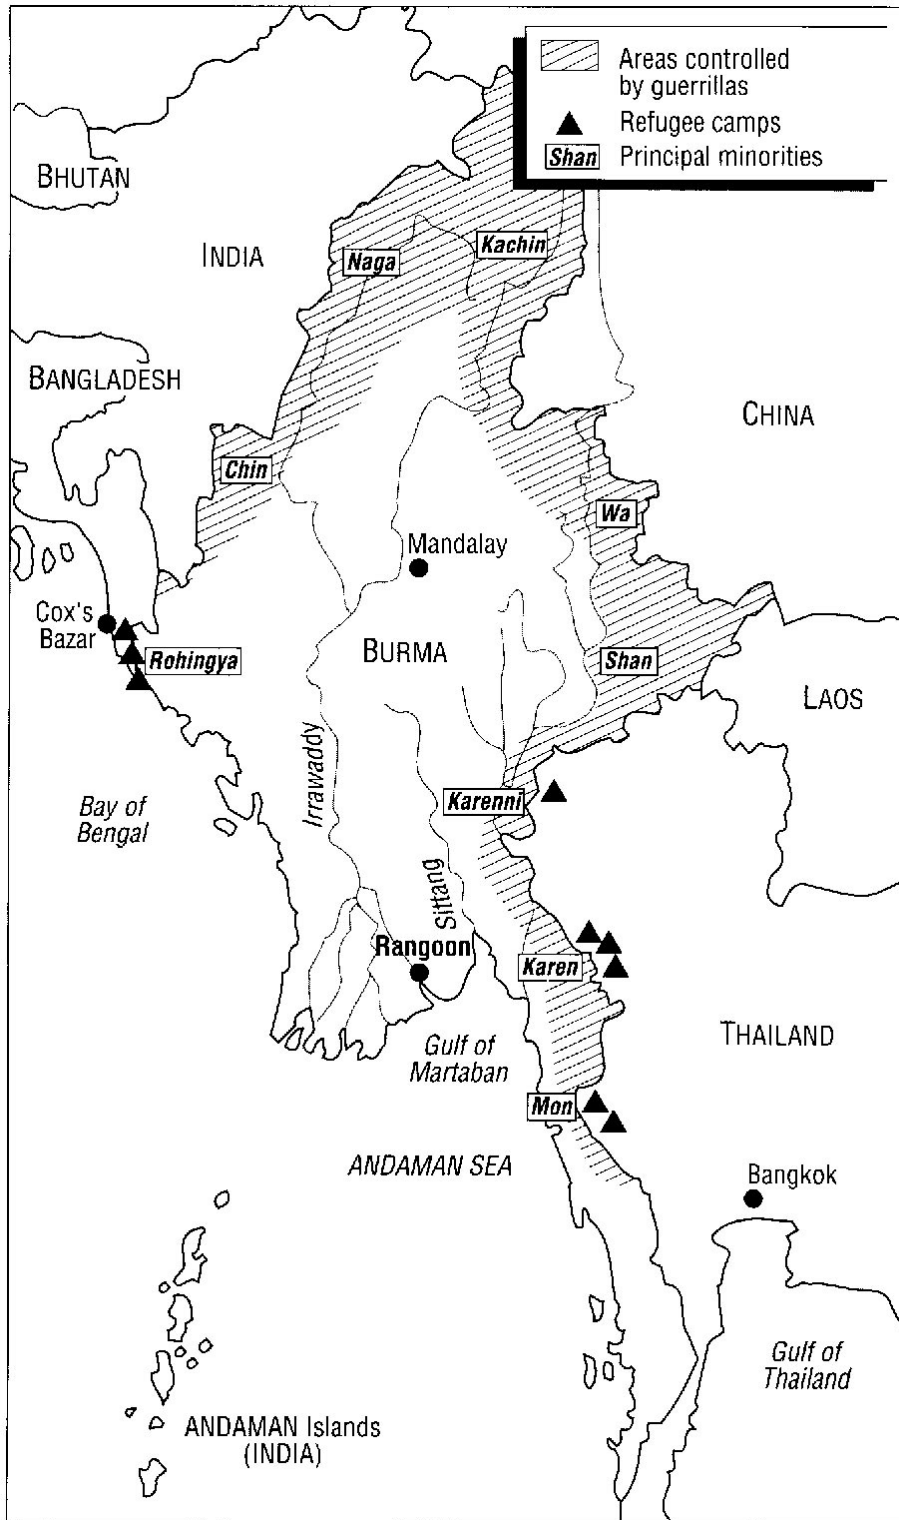 Areas controlled
by guerrillas
Refugee camps
Shan Principal minorities
BHUTAN
INDIA
Naga
Kachin
BANGLADESH
CHINA
Chin
Wa
Mandalay
Cox's
Bazar
Rohingya
BURMA
Shan
LAOS
Irrawaddy
Karenni
Bay of
Bengal
Sittang
Rangoon
Karen
THAILAND
Gulf of
Martaban
Mon
ANDAMAN SEA
Bangkok
Gulf of
Thailand
ANDAMAN Islands
(INDIA)